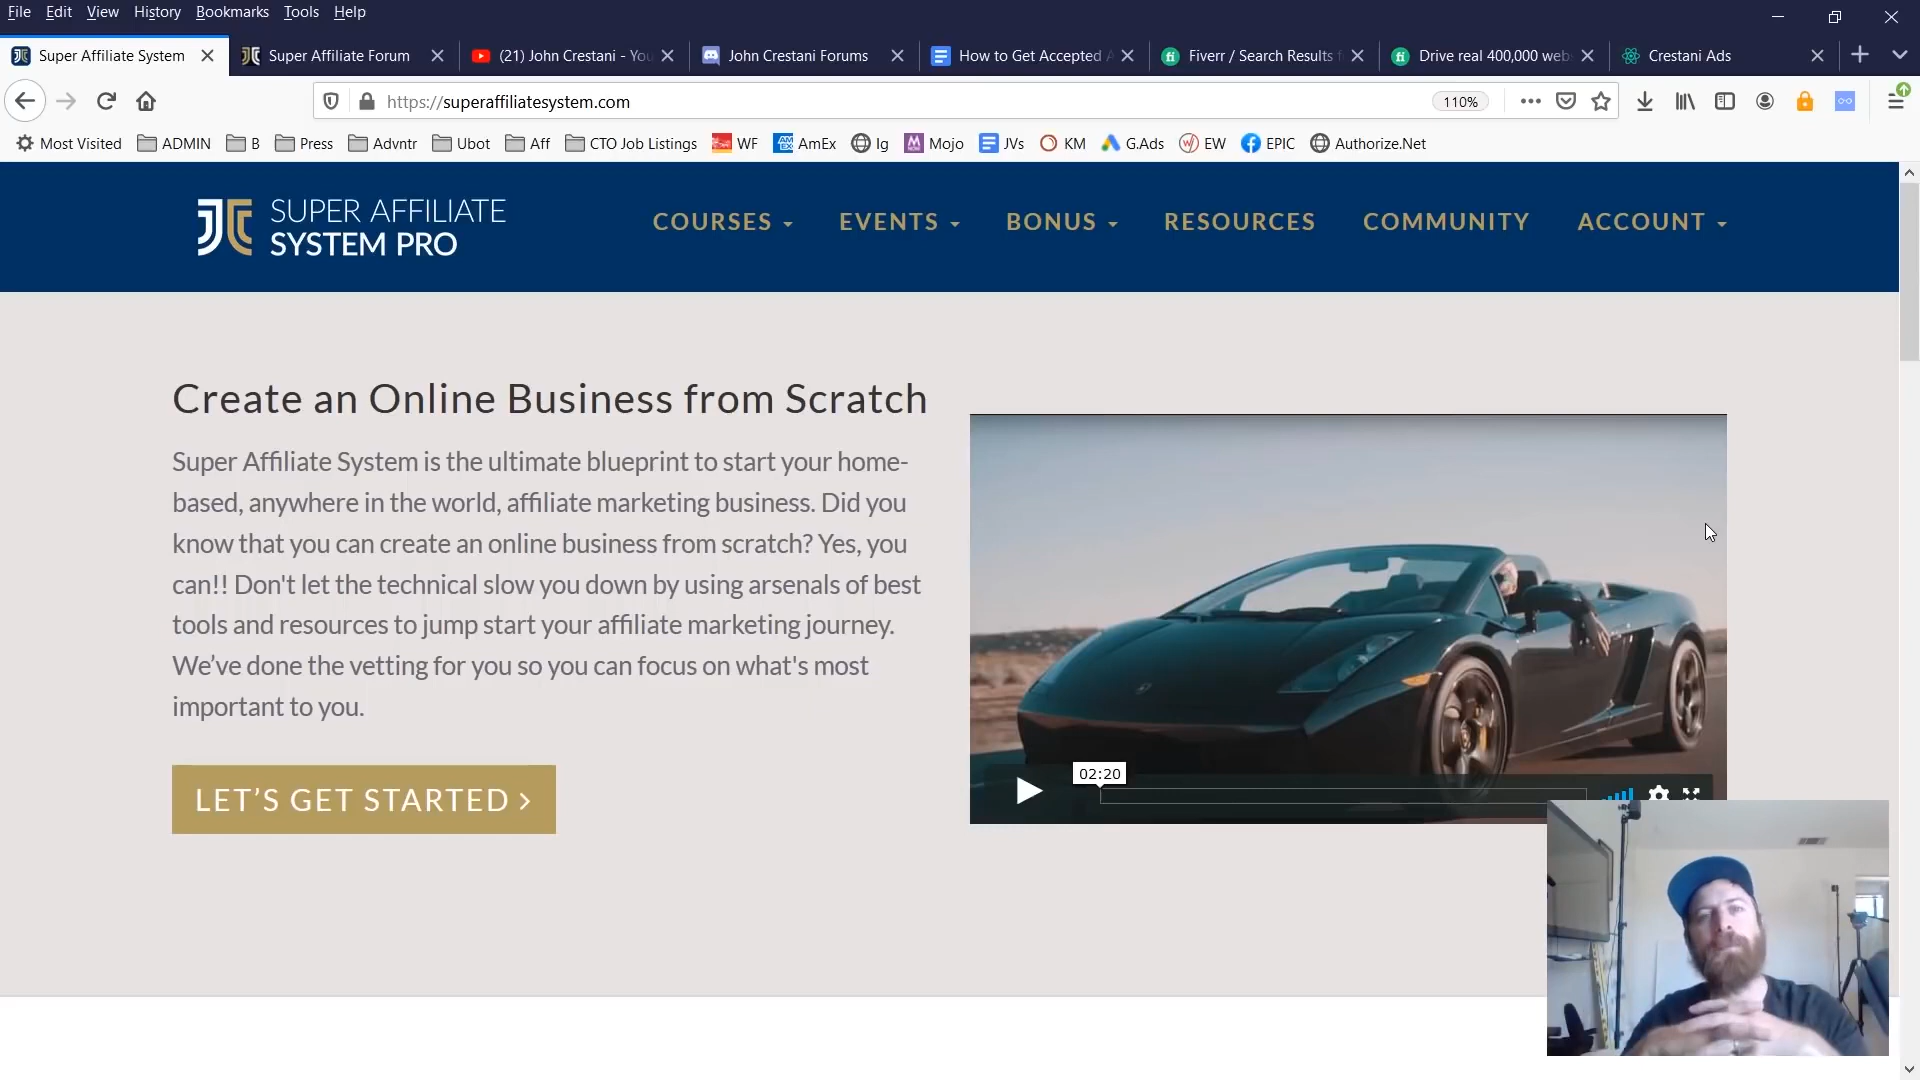 File Edit View History Bookmarks Tools Help
Super Affiliate System
Super Affiliate Forum
(21) John Crestani - You
John Crestani Forums
How to Get Accepted A
Fiverr / Search Results f
Drive real 400,000 web
Crestani Ads
https://superaffiliatesystem.com
110%
Most Visited ADMIN B Press Advntr Ubot Aff CTO Job Listings WF AmEx Ig Mojo JVs KM G.Ads EW EPIC Authorize.Net
SUPER AFFILIATE
SYSTEM PRO
COURSES EVENTS BONUS RESOURCES COMMUNITY ACCOUNT
Create an Online Business from Scratch
Super Affiliate System is the ultimate blueprint to start your home-
based, anywhere in the world, affiliate marketing business. Did you
know that you can create an online business from scratch? Yes, you
can!! Don't let the technical slow you down by using arsenals of best
tools and resources to jump start your affiliate marketing journey.
We’ve done the vetting for you so you can focus on what's most
important to you.
LET’S GET STARTED >
02:20